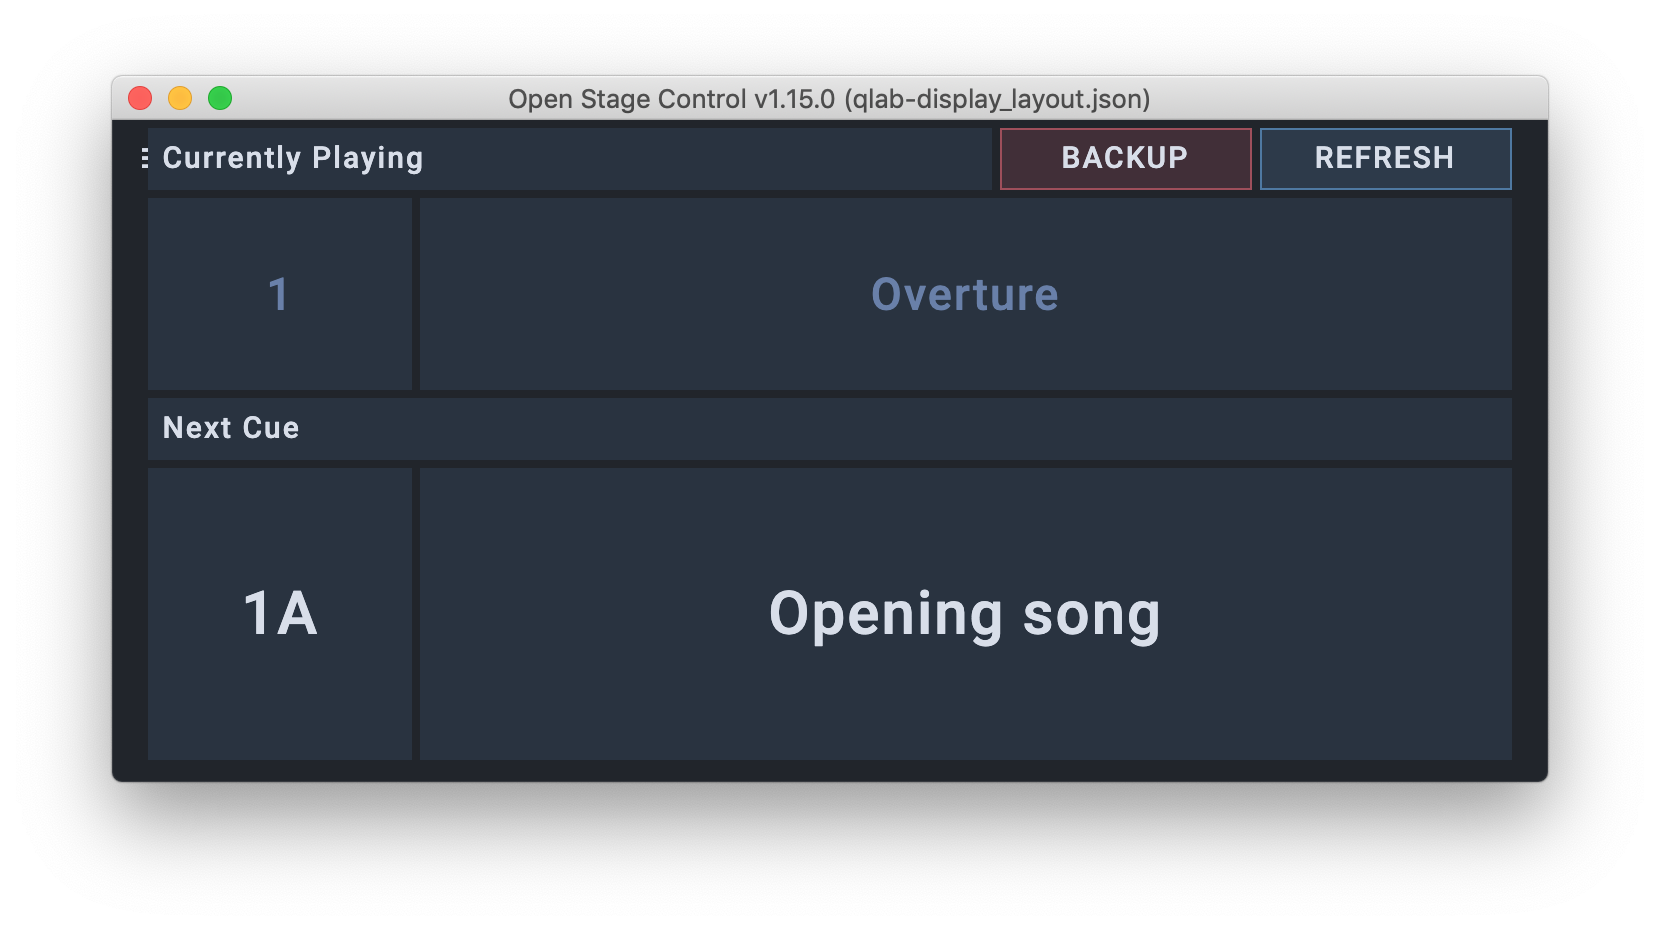 Open Stage Control v1.15.0 (qlab-display_layout.json)
Currently Playing
BACKUP
REFRESH
1
Overture
Next Cue
1A
Opening song